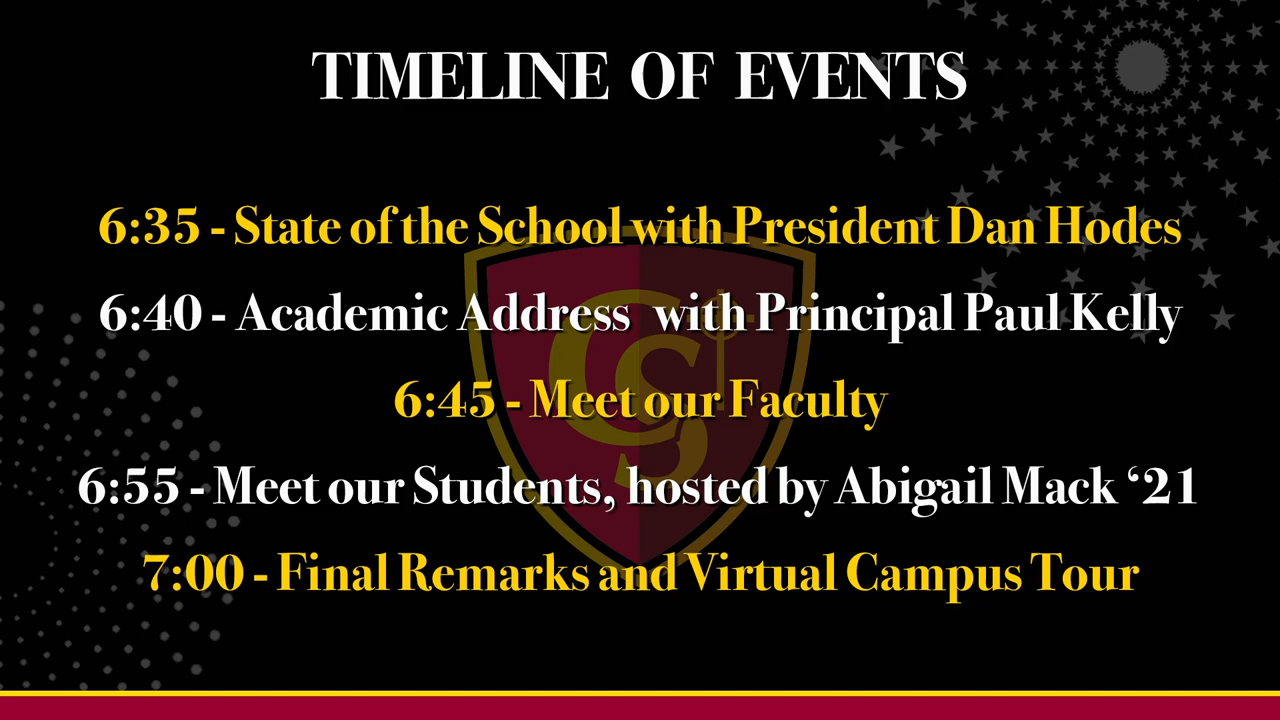 TIMELINE OF EVENTS
6:35 - State of the School with President Dan Hodes
6:40 - Academic Address with Principal Paul Kelly
6:45 - Meet our Faculty
6:55 - Meet our Students, hosted by Abigail Mack ‘21
7:00 - Final Remarks and Virtual Campus Tour
CCS